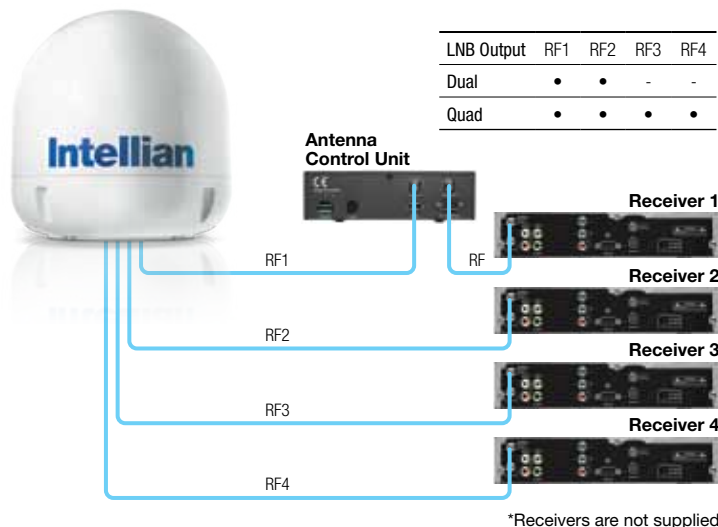 LNB Output RF1 RF2 RF3 RF4
Dual • • - -
Quad • • • •
Intellian
Antenna
Control Unit
CE
Receiver 1
RF1
RF
Receiver 2
RF2
Receiver 3
RF3
Receiver 4
RF4
*Receivers are not supplied